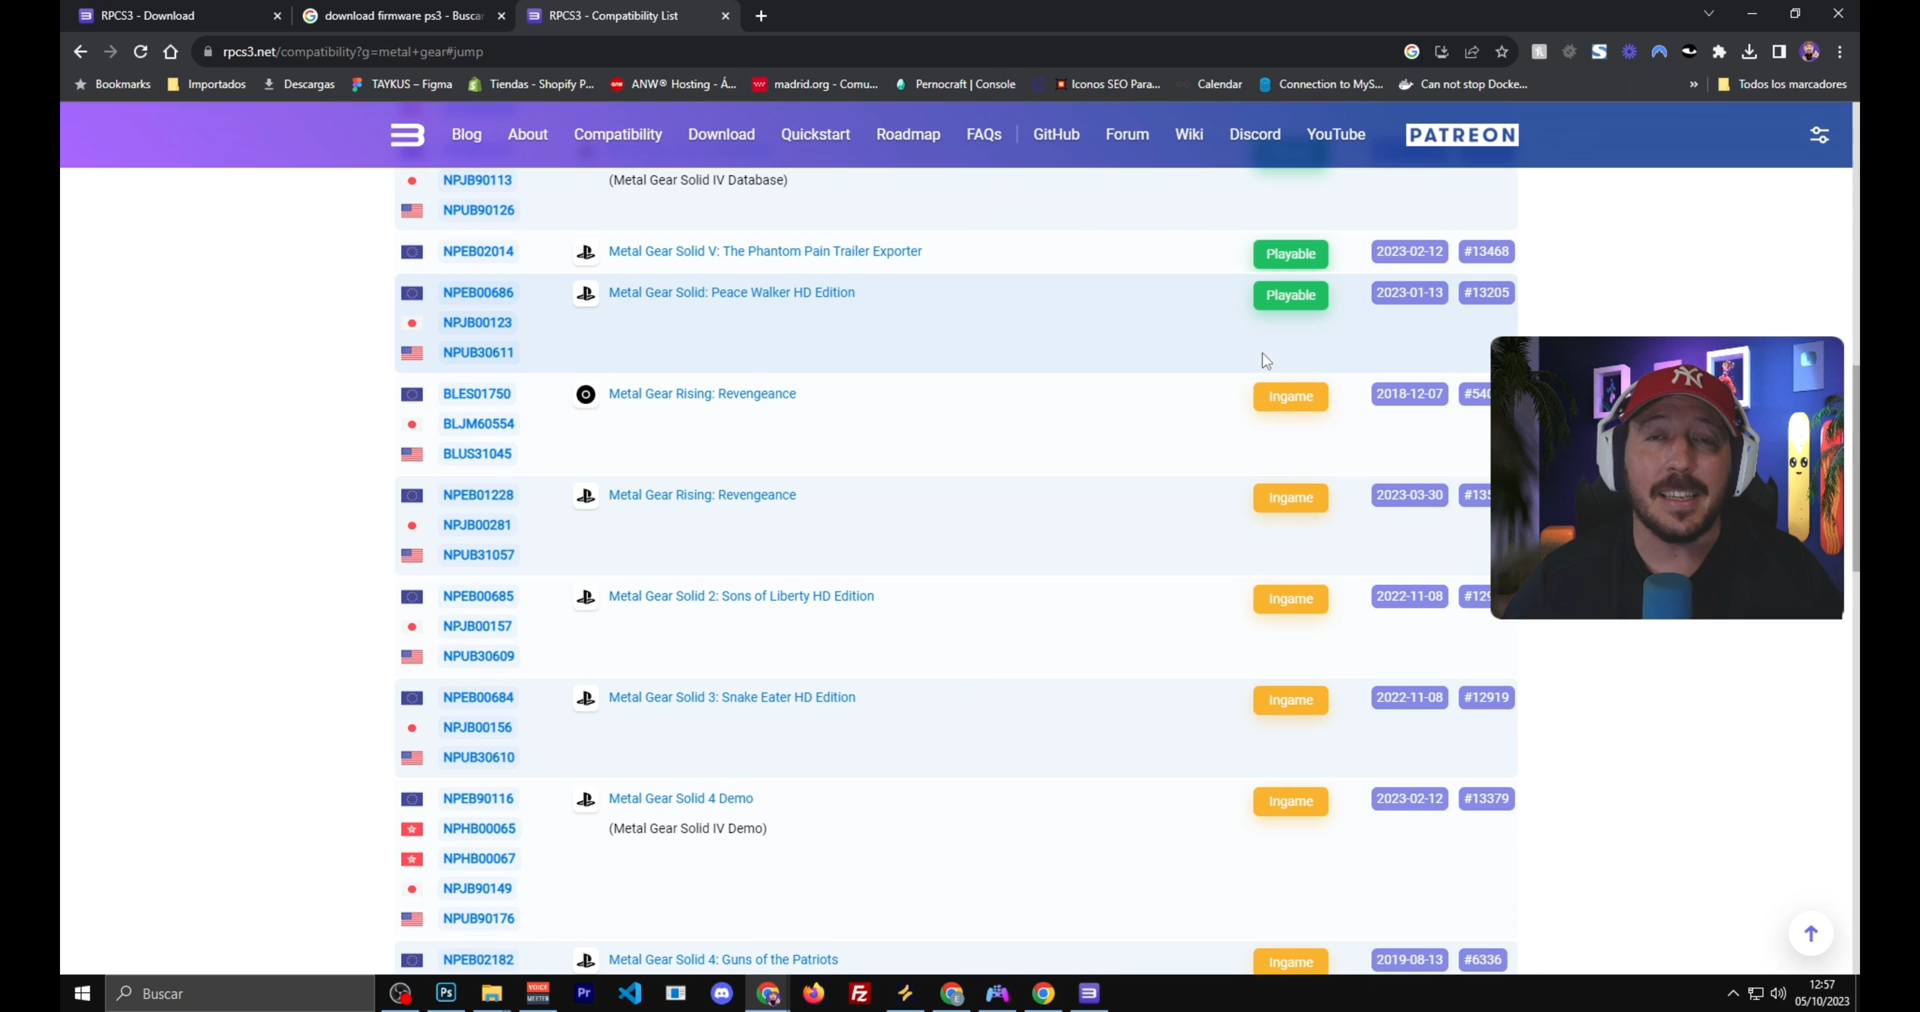 RPCS3 - Download
download firmware ps3 - Buscar
RPCS3 - Compatibility List
rpcs3.net/compatibility?g=metal+gear#jump
Bookmarks
Importados
Descargas
TAYKUS – Figma
Tiendas - Shopify P...
ANW® Hosting - Á...
madrid.org - Comu...
Pernocraft | Console
Iconos SEO Para...
Calendar
Connection to MyS...
Can not stop Docke...
»
Todos los marcadores
Blog
About
Compatibility
Download
Quickstart
Roadmap
FAQs
GitHub
Forum
Wiki
Discord
YouTube
PATREON
NPJB90113
(Metal Gear Solid IV Database)
NPUB90126
NPEB02014
Metal Gear Solid V: The Phantom Pain Trailer Exporter
Playable
2023-02-12
#13468
NPEB00686
Metal Gear Solid: Peace Walker HD Edition
Playable
2023-01-13
#13205
NPJB00123
NPUB30611
BLES01750
Metal Gear Rising: Revengeance
Ingame
2018-12-07
BLJM60554
BLUS31045
NPEB01228
Metal Gear Rising: Revengeance
Ingame
2023-03-30
NPJB00281
NPUB31057
NPEB00685
Metal Gear Solid 2: Sons of Liberty HD Edition
Ingame
2022-11-08
NPJB00157
NPUB30609
NPEB00684
Metal Gear Solid 3: Snake Eater HD Edition
Ingame
2022-11-08
#12919
NPJB00156
NPUB30610
NPEB90116
Metal Gear Solid 4 Demo
Ingame
2023-02-12
#13379
NPHB00065
(Metal Gear Solid IV Demo)
NPHB00067
NPJB90149
NPUB90176
NPEB02182
Metal Gear Solid 4: Guns of the Patriots
Ingame
2019-08-13
#6336
Buscar
Ps
VOICE
MEETER
Pr
Fz
12:57
05/10/2023